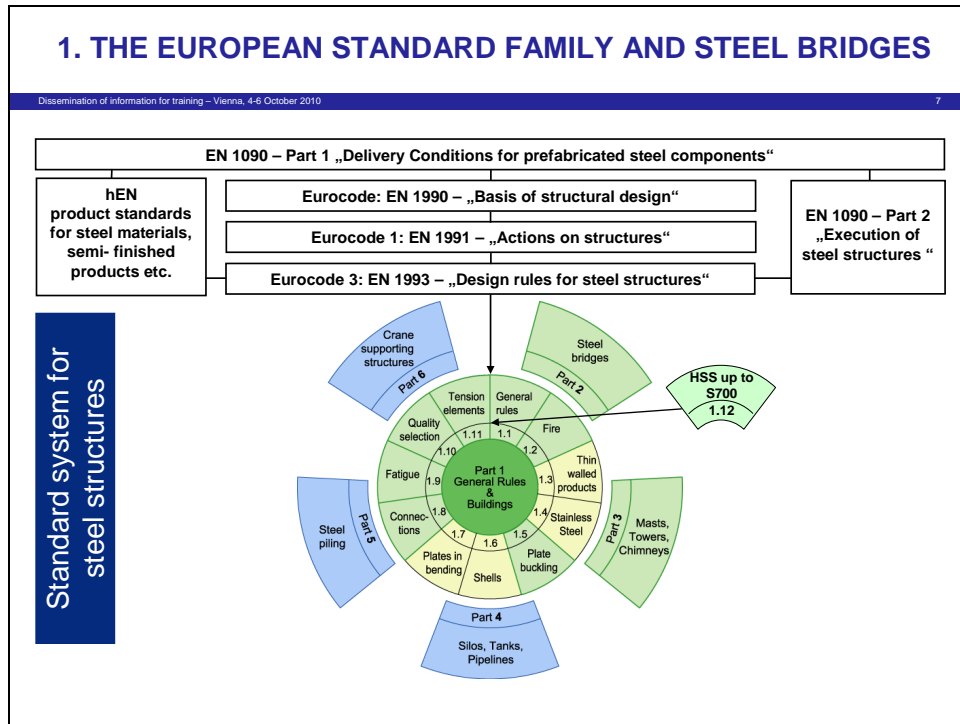 1. THE EUROPEAN STANDARD FAMILY AND STEEL BRIDGES
Dissemination of information for training – Vienna, 4-6 October 2010
7
EN 1090 – Part 1 „Delivery Conditions for prefabricated steel components“
hEN
product standards
for steel materials,
semi- finished
products etc.
Eurocode: EN 1990 – „Basis of structural design“
Eurocode 1: EN 1991 – „Actions on structures“
Eurocode 3: EN 1993 – „Design rules for steel structures“
EN 1090 – Part 2
„Execution of
steel structures “
Standard system for
steel structures
Crane
supporting
structures
Part 6
Steel
bridges
Part 2
HSS up to
S700
1.12
Tension
elements
1.11
General
rules
1.1
Fire
1.2
Thin
walled
products
1.3
Stainless
Steel
1.4
Plate
buckling
1.5
Shells
1.6
Plates in
bending
1.7
Connec-
tions
1.8
Fatigue
1.9
Quality
selection
1.10
Part 1
General Rules
&
Buildings
Steel
piling
Part 5
Part 3
Masts,
Towers,
Chimneys
Part 4
Silos, Tanks,
Pipelines